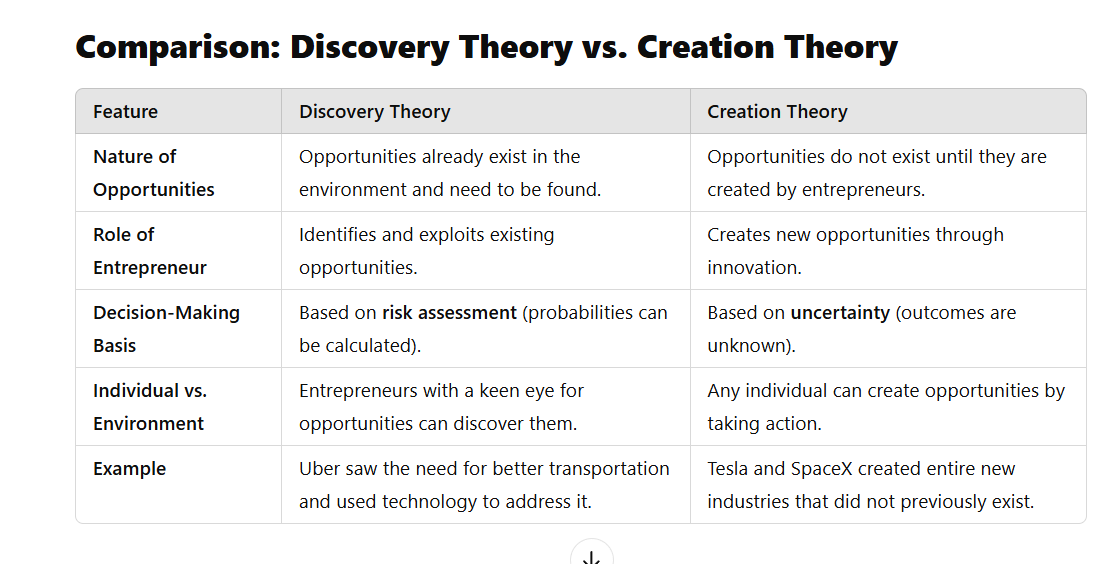 Comparison: Discovery Theory vs. Creation Theory
Feature Discovery Theory Creation Theory
Nature of Opportunities already exist in the Opportunities do not exist until they are
Opportunities environment and need to be found. created by entrepreneurs.
Role of Identifies and exploits existing Creates new opportunities through
Entrepreneur opportunities. innovation.
Decision-Making Based on risk assessment (probabilities can Based on uncertainty (outcomes are
Basis be calculated). unknown).
Individual vs. Entrepreneurs with a keen eye for Any individual can create opportunities by
Environment opportunities can discover them. taking action.
Example Uber saw the need for better transportation Tesla and SpaceX created entire new
and used technology to address it. industries that did not previously exist.